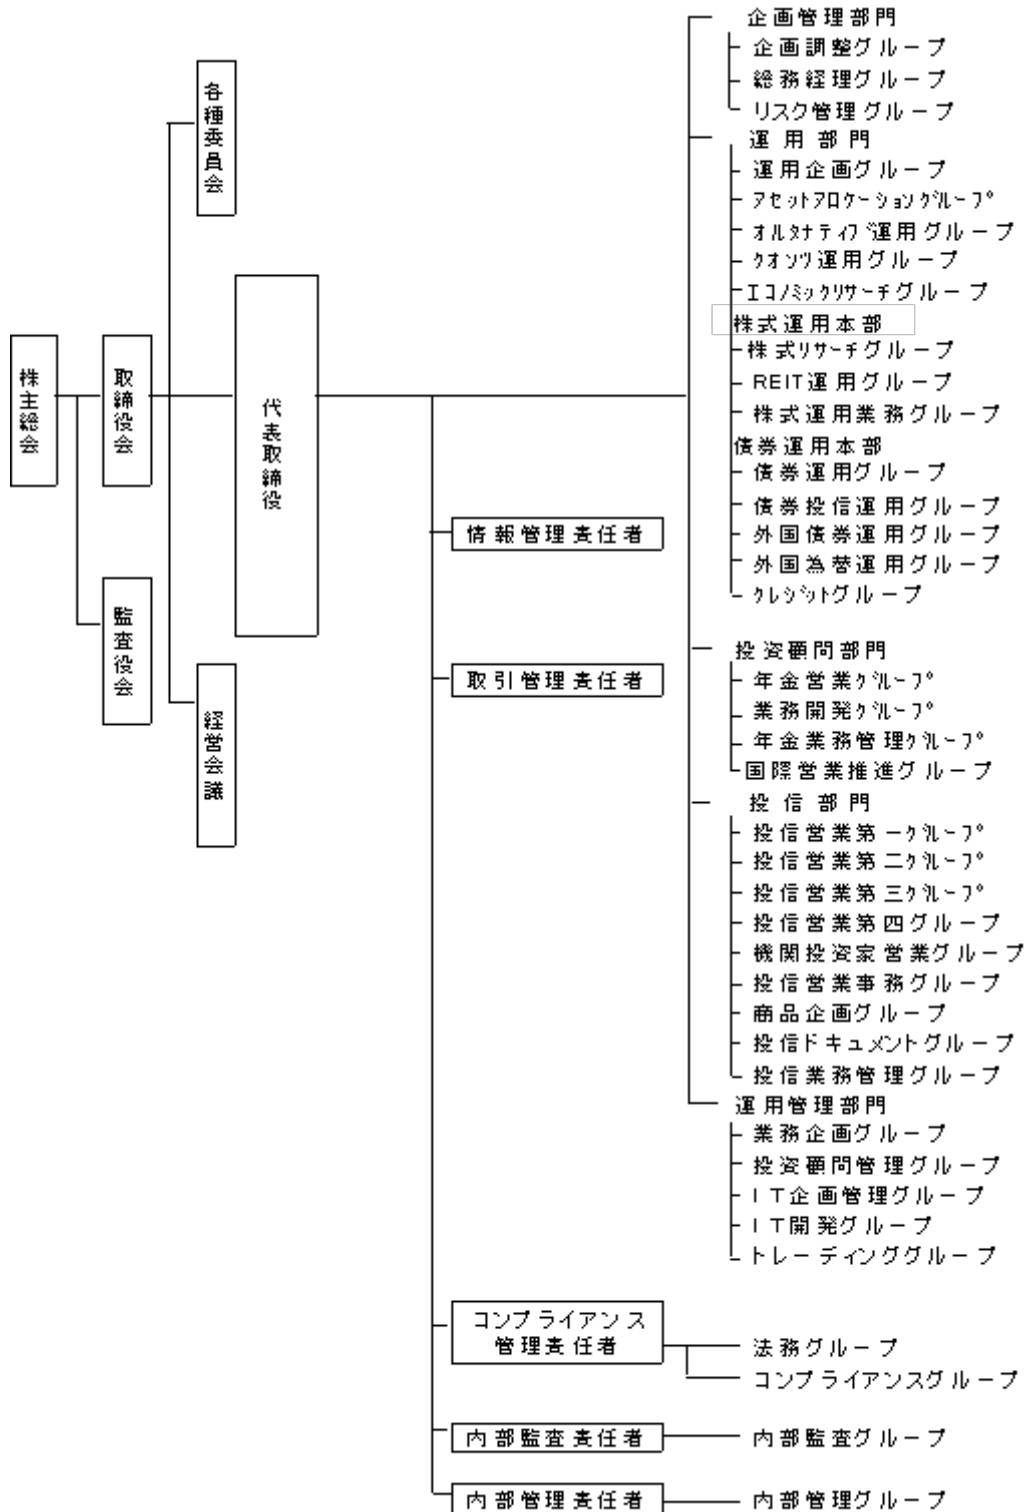 株主総会
取締役会
監査役会
各種委員会
経営会議
代表取締役
企画管理部門
企画調整グループ
総務経理グループ
リスク管理グループ
運用部門
運用企画グループ
アセットアロケーショングループ
オルタナティブ運用グループ
クオンツ運用グループ
エコノミックリサーチグループ
株式運用本部
株式リサーチグループ
REIT運用グループ
株式運用業務グループ
債券運用本部
債券運用グループ
債券投信運用グループ
外国債券運用グループ
外国為替運用グループ
クレジットグループ
情報管理責任者
取引管理責任者
投資顧問部門
年金営業グループ
業務開発グループ
年金業務管理グループ
国際営業推進グループ
投信部門
投信営業第一グループ
投信営業第二グループ
投信営業第三グループ
投信営業第四グループ
機関投資家営業グループ
投信営業事務グループ
商品企画グループ
投信ドキュメントグループ
投信業務管理グループ
運用管理部門
業務企画グループ
投資顧問管理グループ
IT企画管理グループ
IT開発グループ
トレーディンググループ
コンプライアンス
管理責任者
法務グループ
コンプライアンスグループ
内部監査責任者
内部監査グループ
内部管理責任者
内部管理グループ